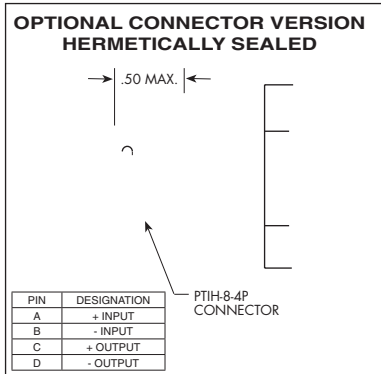 OPTIONAL CONNECTOR VERSION
HERMETICALLY SEALED
.50 MAX.
PTIH-8-4P
CONNECTOR
PIN DESIGNATION
A + INPUT
B - INPUT
C + OUTPUT
D - OUTPUT